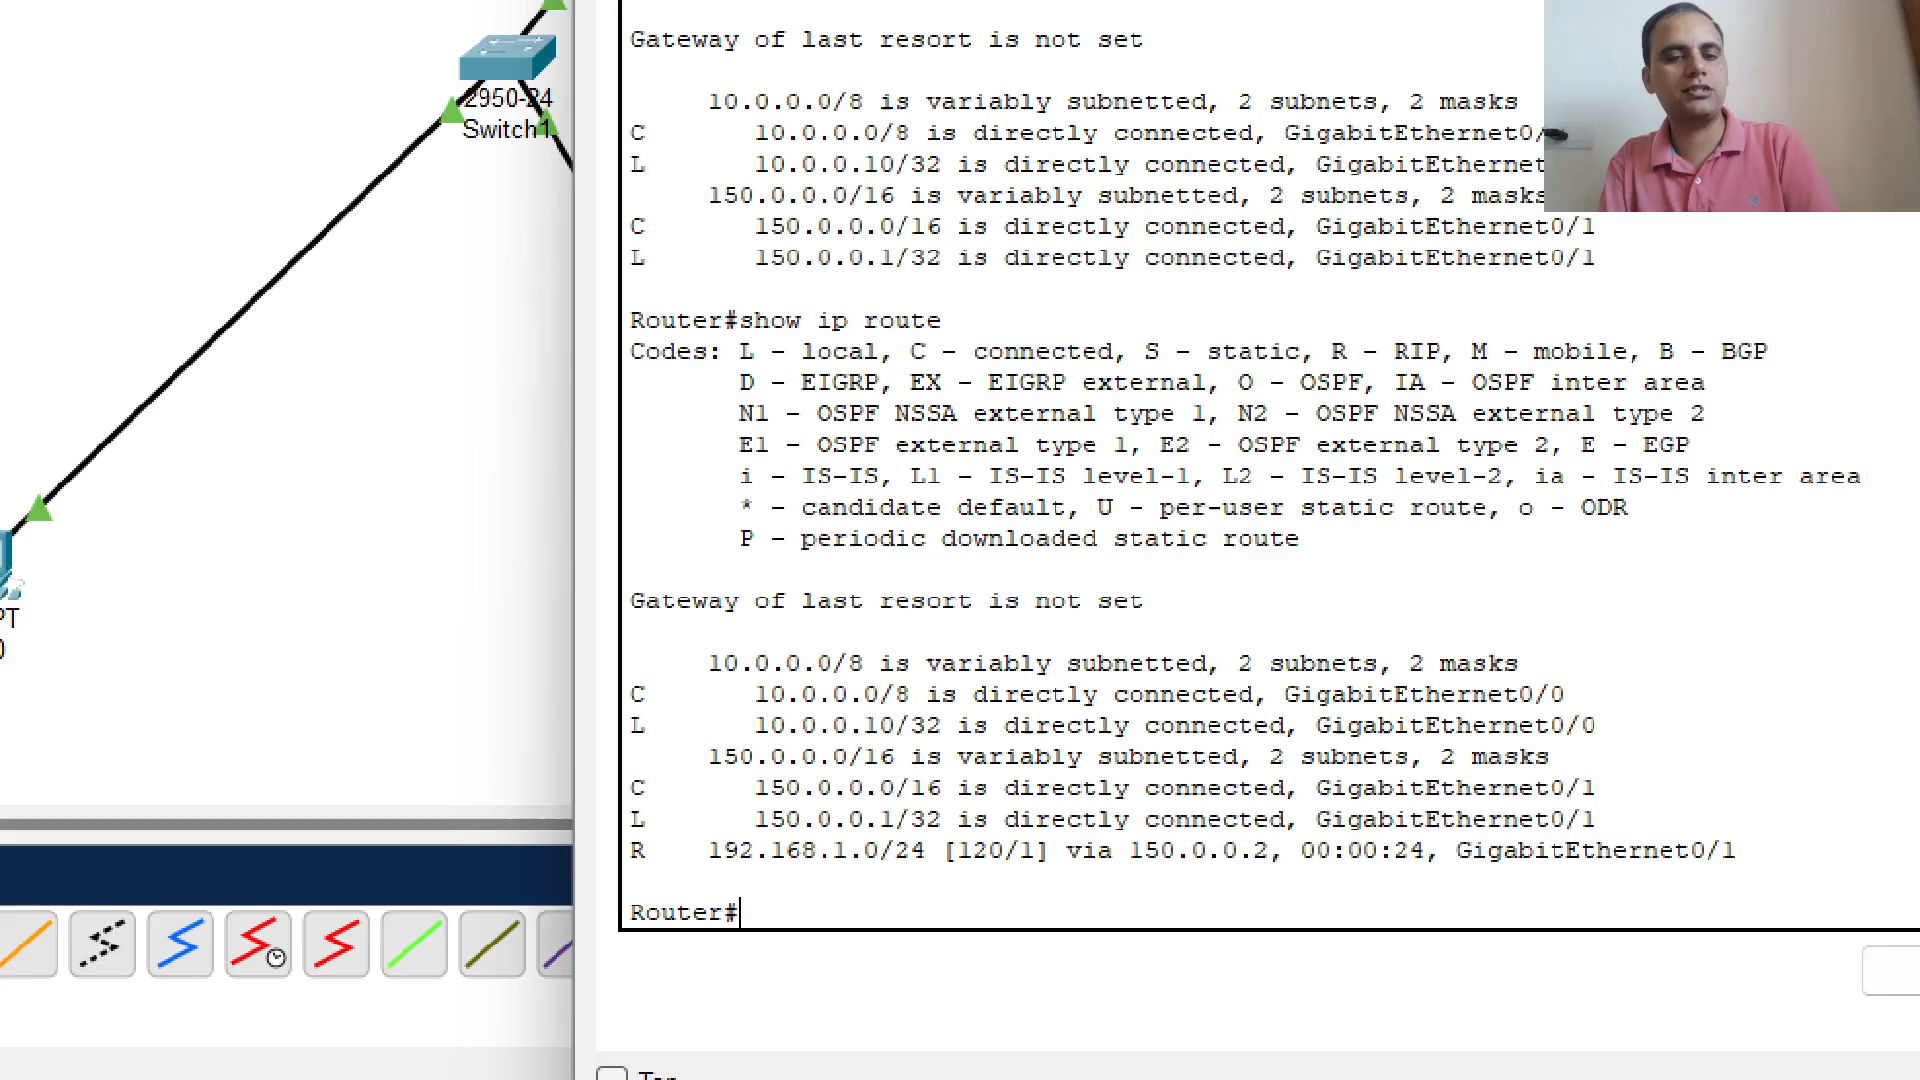 2950-24
Switch1
PT
0
Gateway of last resort is not set
10.0.0.0/8 is variably subnetted, 2 subnets, 2 masks
C 10.0.0.0/8 is directly connected, GigabitEthernet0/
L 10.0.0.10/32 is directly connected, GigabitEthernet
150.0.0.0/16 is variably subnetted, 2 subnets, 2 masks
C 150.0.0.0/16 is directly connected, GigabitEthernet0/1
L 150.0.0.1/32 is directly connected, GigabitEthernet0/1
Router#show ip route
Codes: L - local, C - connected, S - static, R - RIP, M - mobile, B - BGP
D - EIGRP, EX - EIGRP external, O - OSPF, IA - OSPF inter area
N1 - OSPF NSSA external type 1, N2 - OSPF NSSA external type 2
E1 - OSPF external type 1, E2 - OSPF external type 2, E - EGP
i - IS-IS, L1 - IS-IS level-1, L2 - IS-IS level-2, ia - IS-IS inter area
* - candidate default, U - per-user static route, o - ODR
P - periodic downloaded static route
Gateway of last resort is not set
10.0.0.0/8 is variably subnetted, 2 subnets, 2 masks
C 10.0.0.0/8 is directly connected, GigabitEthernet0/0
L 10.0.0.10/32 is directly connected, GigabitEthernet0/0
150.0.0.0/16 is variably subnetted, 2 subnets, 2 masks
C 150.0.0.0/16 is directly connected, GigabitEthernet0/1
L 150.0.0.1/32 is directly connected, GigabitEthernet0/1
R 192.168.1.0/24 [120/1] via 150.0.0.2, 00:00:24, GigabitEthernet0/1
Router#